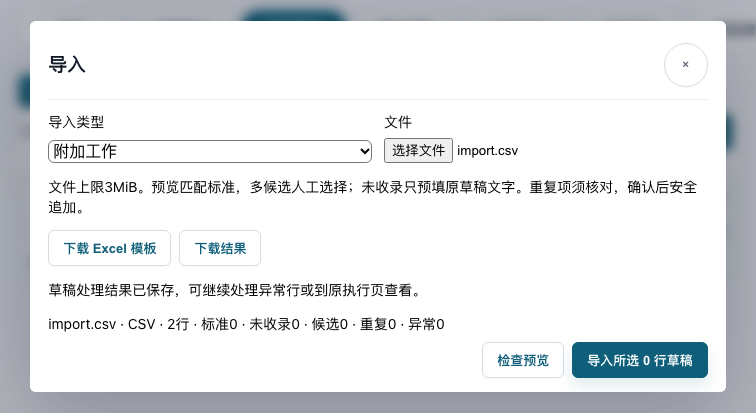 导入
×
导入类型
文件
附加工作
选择文件 import.csv
文件上限3MiB。预览匹配标准，多候选人工选择；未收录只预填原草稿文字。重复项须核对，确认后安全
追加。
下载 Excel 模板
下载结果
草稿处理结果已保存，可继续处理异常行或到原执行页查看。
import.csv · CSV · 2行 · 标准0 · 未收录0 · 候选0 · 重复0 · 异常0
检查预览
导入所选 0 行草稿